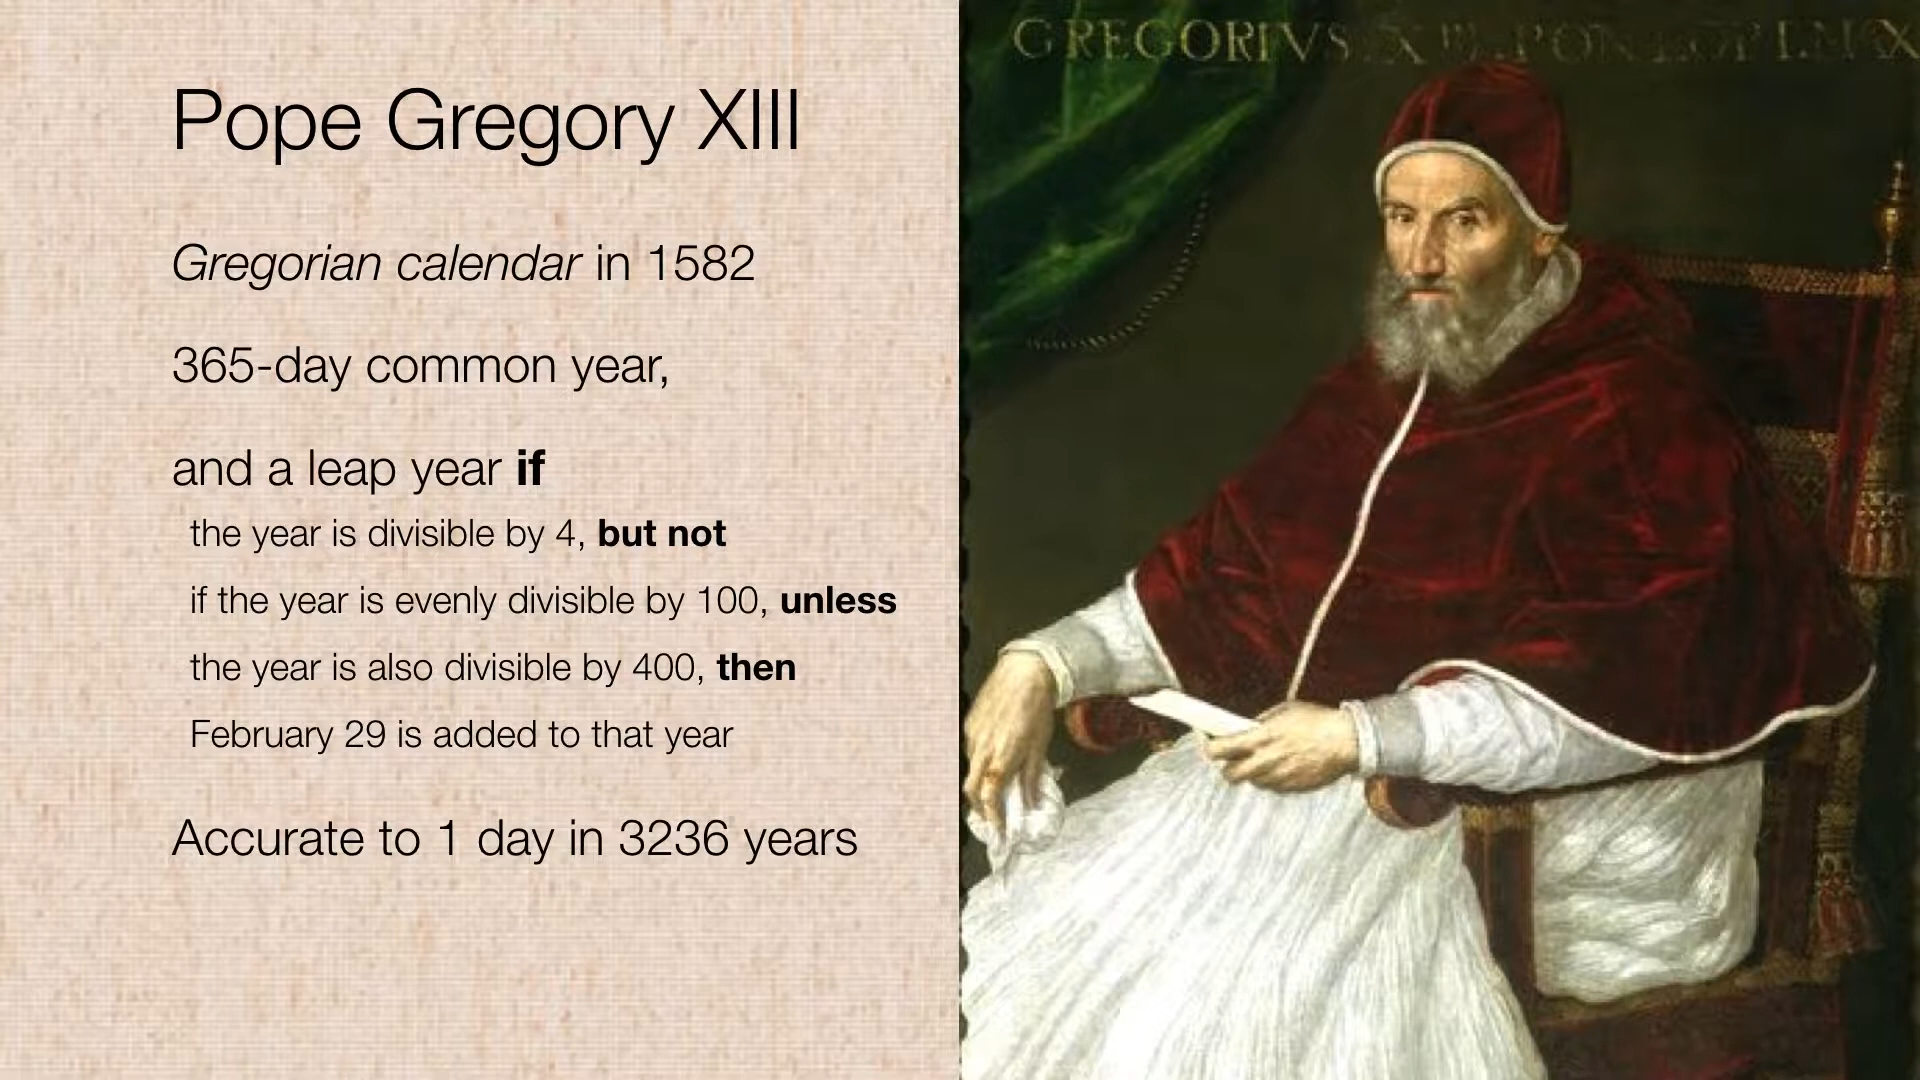 Pope Gregory XIII
Gregorian calendar in 1582
365-day common year,
and a leap year if
the year is divisible by 4, but not
if the year is evenly divisible by 100, unless
the year is also divisible by 400, then
February 29 is added to that year
Accurate to 1 day in 3236 years
GREGORIVS